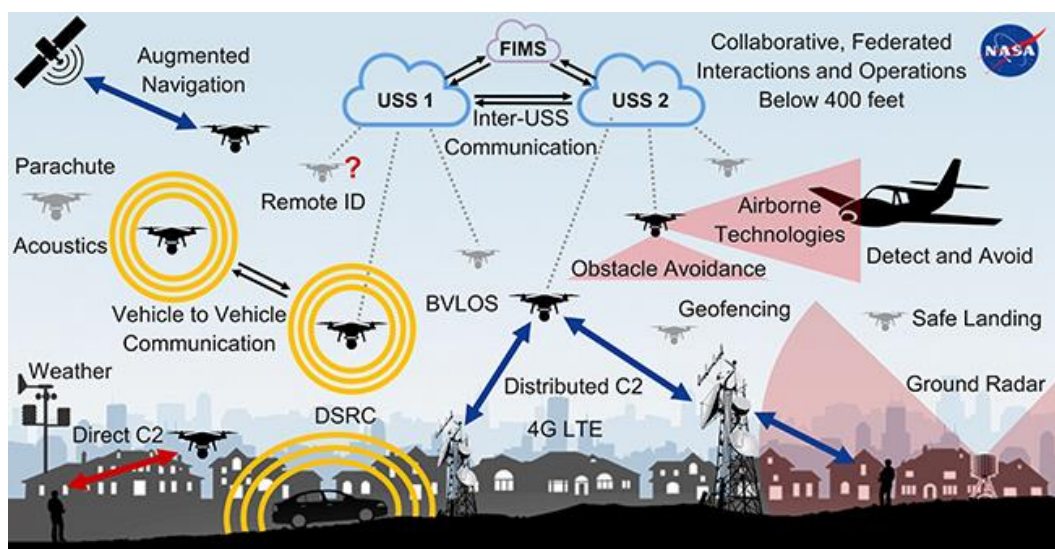 Augmented
Navigation
FIMS
USS 1
USS 2
Inter-USS
Communication
Collaborative, Federated
Interactions and Operations
Below 400 feet
NASA
Parachute
?
Remote ID
Acoustics
Airborne
Technologies
Detect and Avoid
Obstacle Avoidance
Vehicle to Vehicle
Communication
BVLOS
Geofencing
Safe Landing
Weather
Distributed C2
Ground Radar
DSRC
4G LTE
Direct C2